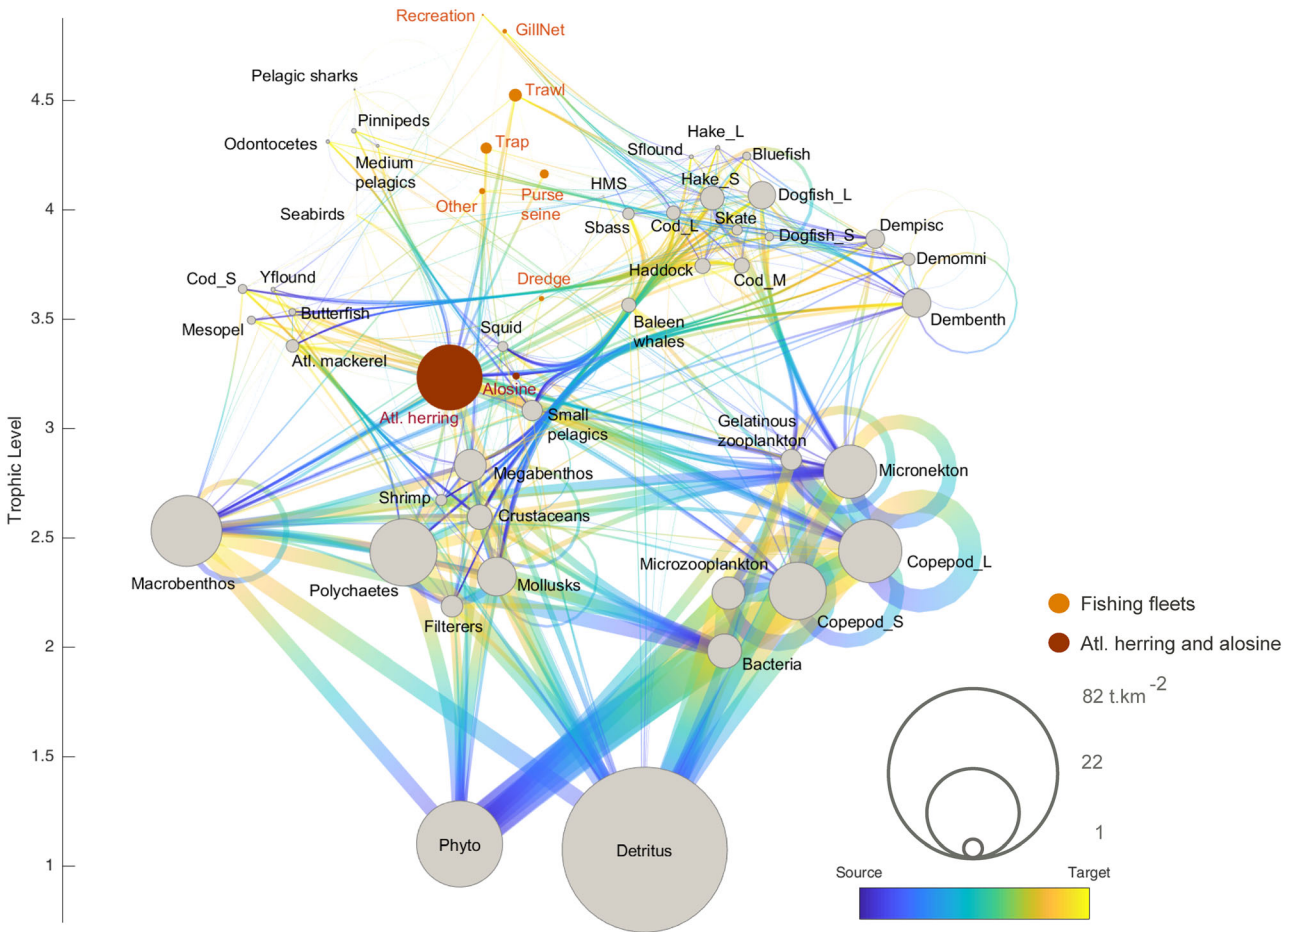 Recreation
GillNet
Pelagic sharks
Trawl
4.5
Pinnipeds
Hake_L
Odontocetes
Trap
Sflound
Bluefish
Medium
pelagics
HMS
Hake_S
Purse
seine
Dogfish_L
Other
4
Seabirds
Sbass
Cod_L
Skate
Dogfish_S
Dempisc
Demomni
Haddock
Cod_M
Dredge
Cod_S
Yflound
Butterfish
3.5
Mesopel
Squid
Baleen
whales
Dembenth
Atl. mackerel
Alosine
Atl. herring
Small
pelagics
3
Gelatinous
zooplankton
Trophic Level
Megabenthos
Micronekton
Shrimp
Crustaceans
2.5
Macrobenthos
Polychaetes
Mollusks
Microzooplankton
Copepod_L
Filterers
Copepod_S
2
Bacteria
Fishing fleets
Atl. herring and alosine
82 t.km-2
22
1
1.5
Phyto
Detritus
1
Source
Target